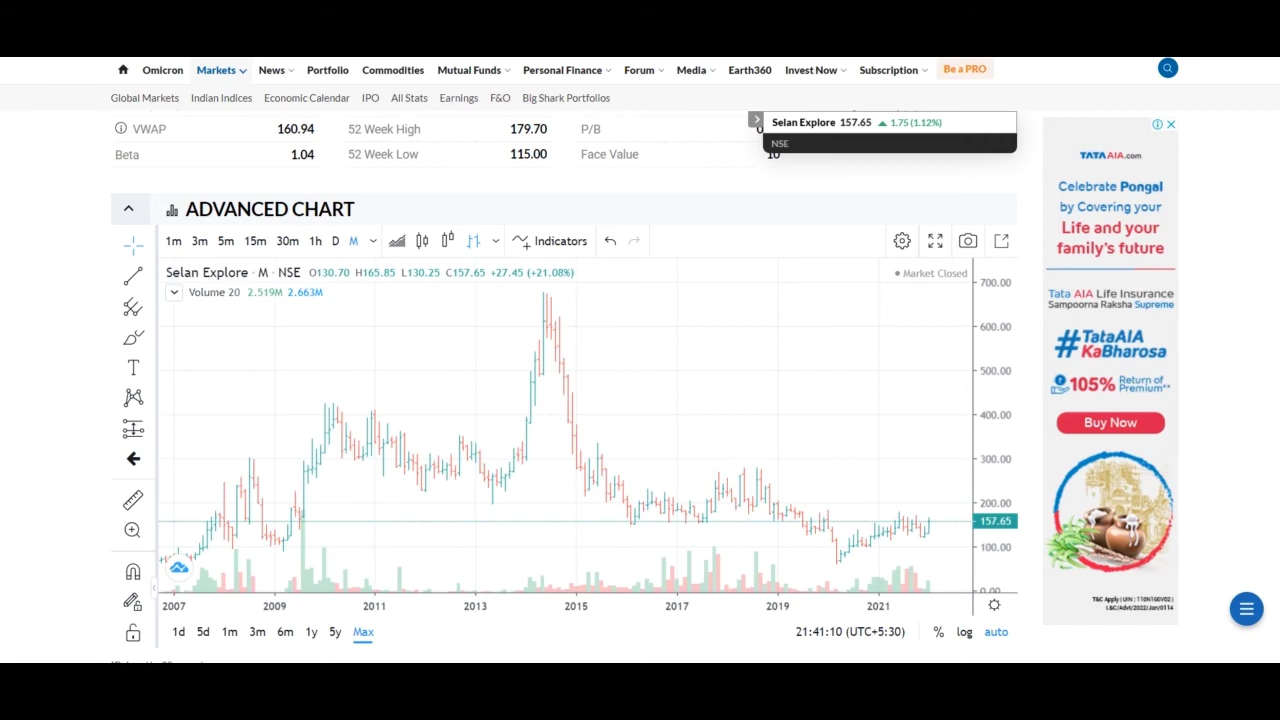 Omicron Markets News Portfolio Commodities Mutual Funds Personal Finance Forum Media Earth360 Invest Now Subscription Be a PRO
Global Markets Indian Indices Economic Calendar IPO All Stats Earnings F&O Big Shark Portfolios
VWAP 160.94 52 Week High 179.70 P/B
Beta 1.04 52 Week Low 115.00 Face Value 10
Selan Explore 157.65 ▲ 1.75 (1.12%)
NSE
ADVANCED CHART
1m 3m 5m 15m 30m 1h D M Indicators
Selan Explore · M · NSE O130.70 H165.85 L130.25 C157.65 +27.45 (+21.08%)
Market Closed
Volume 20 2.519M 2.663M
T
700.00
600.00
500.00
400.00
300.00
200.00
157.65
100.00
0.00
2007 2009 2011 2013 2015 2017 2019 2021
1d 5d 1m 3m 6m 1y 5y Max 21:41:10 (UTC+5:30) % log auto
TATA AIA.com
Celebrate Pongal
by Covering your
Life and your
family's future
Tata AIA Life Insurance
Sampoorna Raksha Supreme
#TataAIA
KaBharosa
105% Return of
Premium**
Buy Now
T&C Apply | UIN : 110N160V02 |
L&C/Advt/2022/Jan/0114